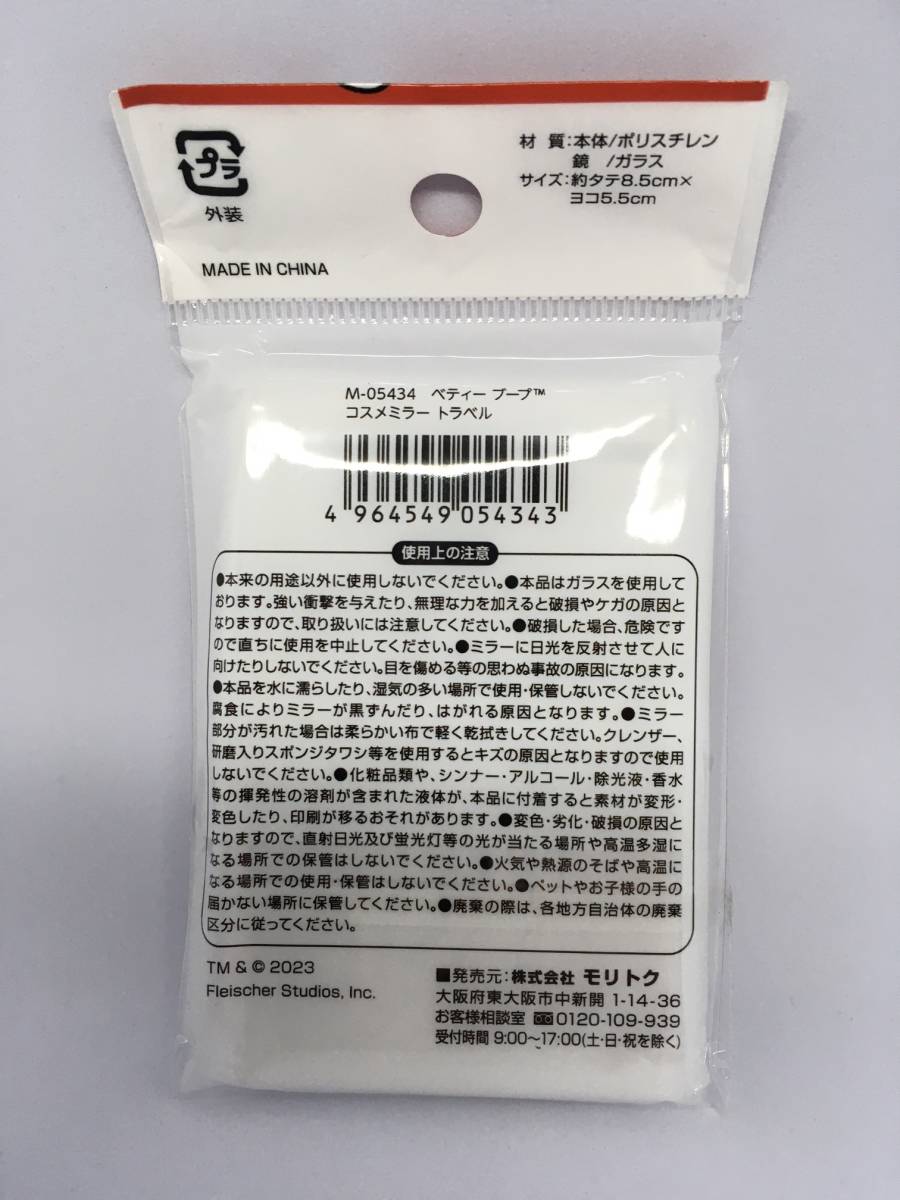 プラ
外装
材 質:本体/ポリスチレン
鏡 /ガラス
サイズ:約タテ8.5cm×
ヨコ5.5cm
MADE IN CHINA
M-05434 ベティー ブープ™
コスメミラー トラベル
4 964549 054343
使用上の注意
●本来の用途以外に使用しないでください。●本品はガラスを使用して
おります。強い衝撃を与えたり、無理な力を加えると破損やケガの原因と
なりますので、取り扱いには注意してください。●破損した場合、危険です
ので直ちに使用を中止してください。●ミラーに日光を反射させて人に
向けたりしないでください。目を傷める等の思わぬ事故の原因になります。
●本品を水に濡らしたり、湿気の多い場所で使用・保管しないでください。
腐食によりミラーが黒ずんだり、はがれる原因となります。●ミラー
部分が汚れた場合は柔らかい布で軽く乾拭きしてください。クレンザー、
研磨入りスポンジタワシ等を使用するとキズの原因となりますので使用
しないでください。●化粧品類や、シンナー・アルコール・除光液・香水
等の揮発性の溶剤が含まれた液体が、本品に付着すると素材が変形・
変色したり、印刷が移るおそれがあります。●変色・劣化・破損の原因と
なりますので、直射日光及び蛍光灯等の光が当たる場所や高温多湿に
なる場所での保管はしないでください。●火気や熱源のそばや高温に
なる場所での使用・保管はしないでください。●ペットやお子様の手の
届かない場所に保管してください。●廃棄の際は、各地方自治体の廃棄
区分に従ってください。
TM & © 2023
Fleischer Studios, Inc.
■発売元:株式会社 モリトク
大阪府東大阪市中新開 1-14-36
お客様相談室 0120-109-939
受付時間 9:00～17:00(土・日・祝を除く)